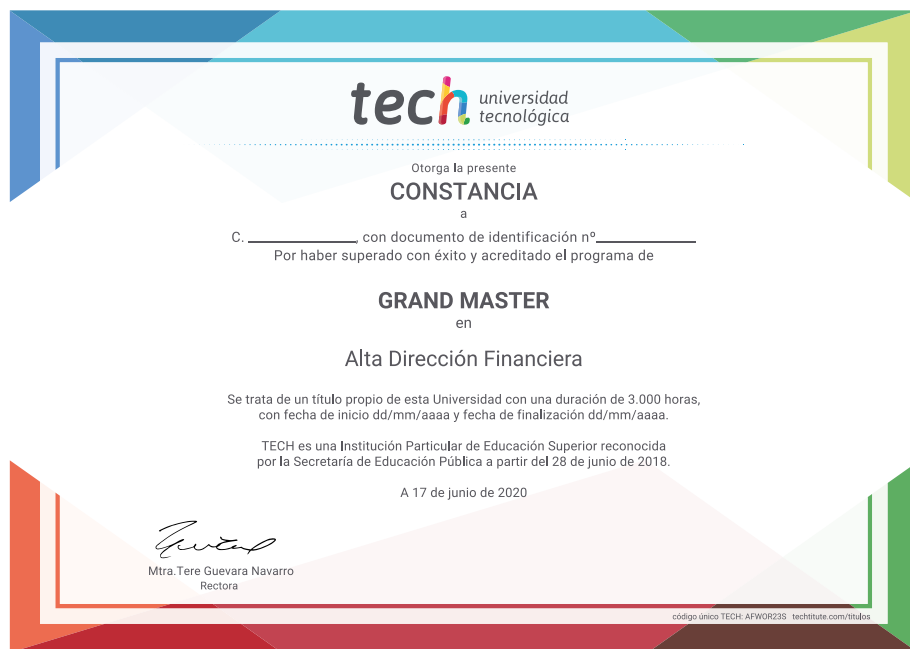 tech universidad
tecnológica
Otorga la presente
CONSTANCIA
a
C. ______________, con documento de identificación nº_____________
Por haber superado con éxito y acreditado el programa de
GRAND MASTER
en
Alta Dirección Financiera
Se trata de un título propio de esta Universidad con una duración de 3.000 horas,
con fecha de inicio dd/mm/aaaa y fecha de finalización dd/mm/aaaa.
TECH es una Institución Particular de Educación Superior reconocida
por la Secretaría de Educación Pública a partir del 28 de junio de 2018.
A 17 de junio de 2020
Mtra.Tere Guevara Navarro
Rectora
código único TECH: AFWOR23S techtitute.com/titulos